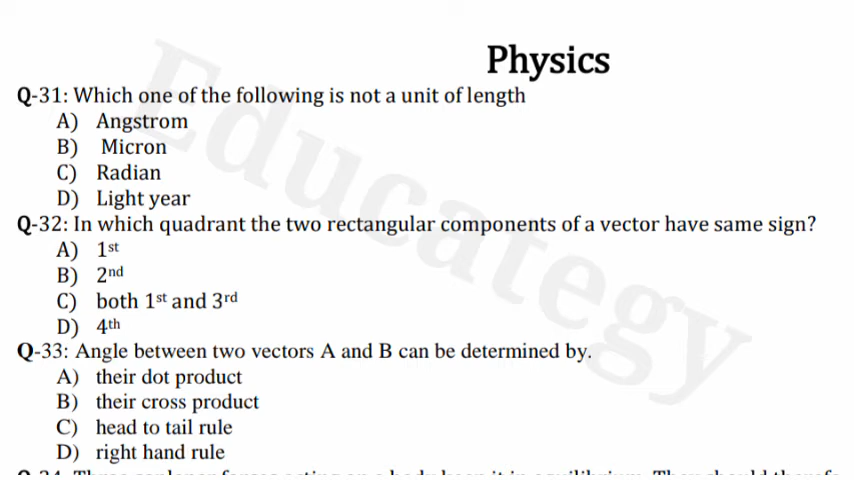 Physics
Q-31: Which one of the following is not a unit of length
A) Angstrom
B) Micron
C) Radian
D) Light year
Q-32: In which quadrant the two rectangular components of a vector have same sign?
A) 1st
B) 2nd
C) both 1st and 3rd
D) 4th
Q-33: Angle between two vectors A and B can be determined by.
A) their dot product
B) their cross product
C) head to tail rule
D) right hand rule
Educategy